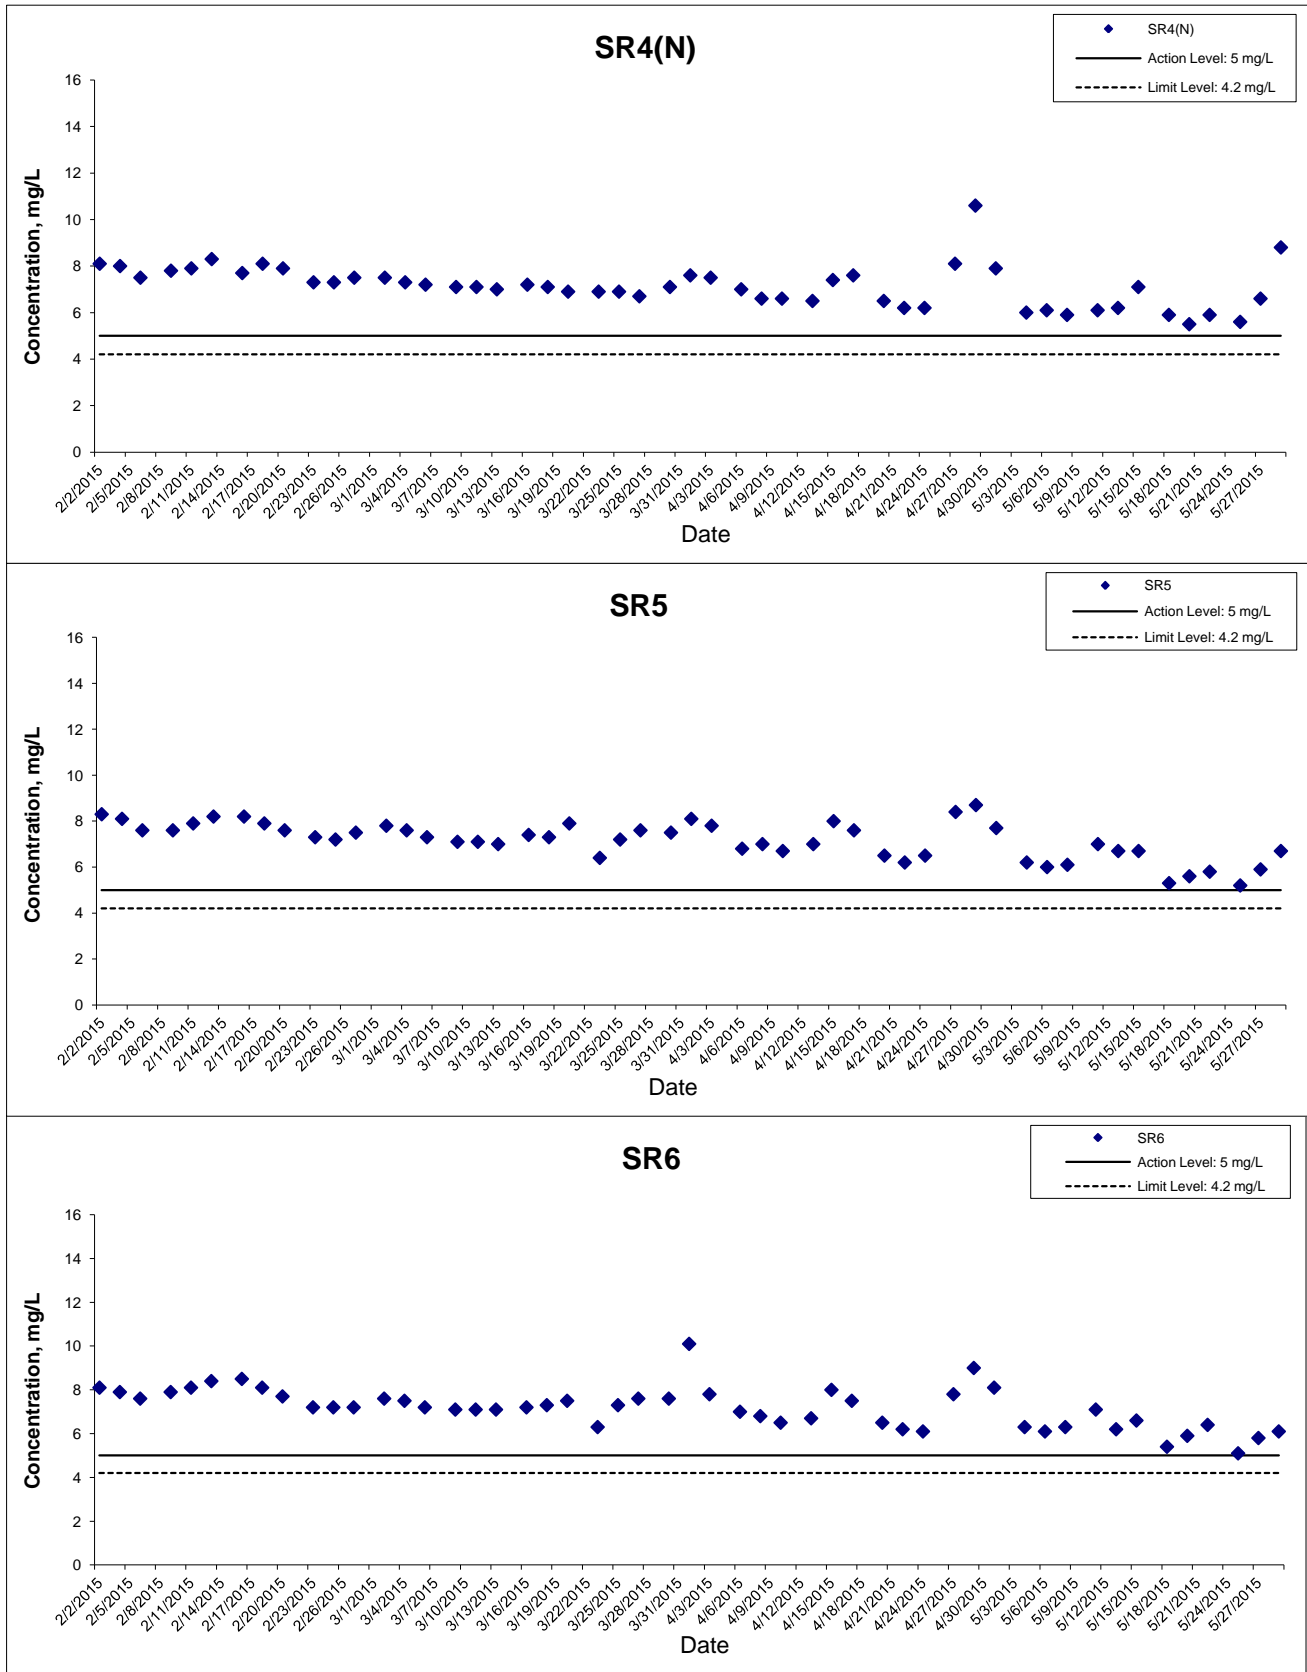 SR4(N)
SR4(N)
Action Level: 5 mg/L
Limit Level: 4.2 mg/L
Concentration, mg/L
16
14
12
10
8
6
4
2
0
2/2/2015 2/5/2015 2/8/2015 2/11/2015 2/14/2015 2/17/2015 2/20/2015 2/23/2015 2/26/2015 3/1/2015 3/4/2015 3/7/2015 3/10/2015 3/13/2015 3/16/2015 3/19/2015 3/22/2015 3/25/2015 3/28/2015 3/31/2015 4/3/2015 4/6/2015 4/9/2015 4/12/2015 4/15/2015 4/18/2015 4/21/2015 4/24/2015 4/27/2015 4/30/2015 5/3/2015 5/6/2015 5/9/2015 5/12/2015 5/15/2015 5/18/2015 5/21/2015 5/24/2015 5/27/2015
Date
SR5
SR5
Action Level: 5 mg/L
Limit Level: 4.2 mg/L
Concentration, mg/L
16
14
12
10
8
6
4
2
0
2/2/2015 2/5/2015 2/8/2015 2/11/2015 2/14/2015 2/17/2015 2/20/2015 2/23/2015 2/26/2015 3/1/2015 3/4/2015 3/7/2015 3/10/2015 3/13/2015 3/16/2015 3/19/2015 3/22/2015 3/25/2015 3/28/2015 3/31/2015 4/3/2015 4/6/2015 4/9/2015 4/12/2015 4/15/2015 4/18/2015 4/21/2015 4/24/2015 4/27/2015 4/30/2015 5/3/2015 5/6/2015 5/9/2015 5/12/2015 5/15/2015 5/18/2015 5/21/2015 5/24/2015 5/27/2015
Date
SR6
SR6
Action Level: 5 mg/L
Limit Level: 4.2 mg/L
Concentration, mg/L
16
14
12
10
8
6
4
2
0
2/2/2015 2/5/2015 2/8/2015 2/11/2015 2/14/2015 2/17/2015 2/20/2015 2/23/2015 2/26/2015 3/1/2015 3/4/2015 3/7/2015 3/10/2015 3/13/2015 3/16/2015 3/19/2015 3/22/2015 3/25/2015 3/28/2015 3/31/2015 4/3/2015 4/6/2015 4/9/2015 4/12/2015 4/15/2015 4/18/2015 4/21/2015 4/24/2015 4/27/2015 4/30/2015 5/3/2015 5/6/2015 5/9/2015 5/12/2015 5/15/2015 5/18/2015 5/21/2015 5/24/2015 5/27/2015
Date